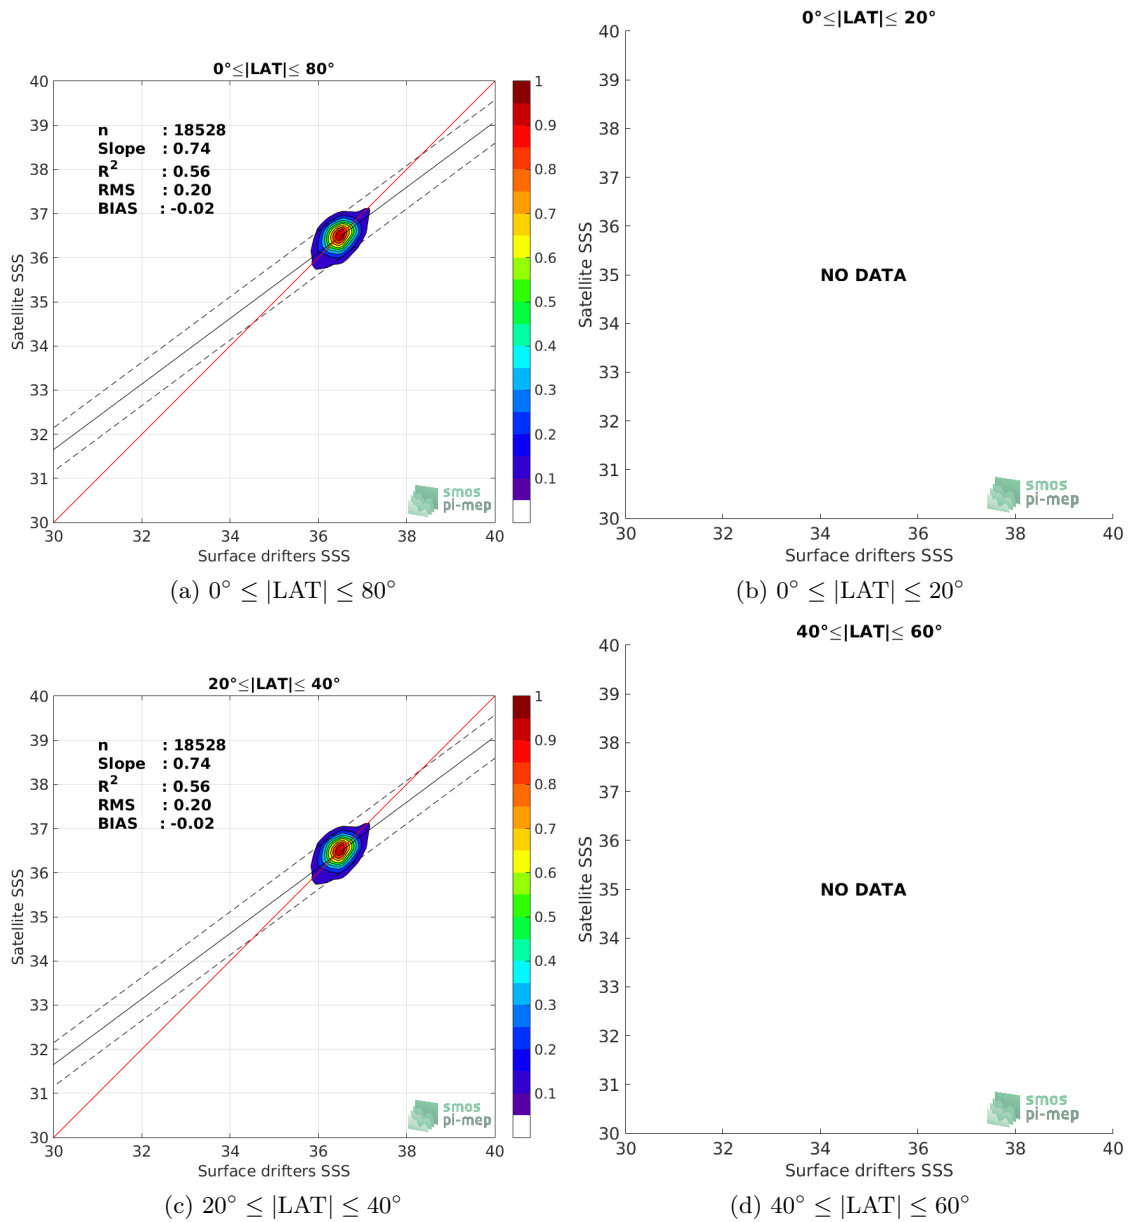 0°≤|LAT|≤ 80°
40
39
38
37
36
35
34
33
32
31
30
Satellite SSS
n : 18528
Slope : 0.74
R2 : 0.56
RMS : 0.20
BIAS : -0.02
1
0.9
0.8
0.7
0.6
0.5
0.4
0.3
0.2
0.1
smos
pi-mep
30 32 34 36 38 40
Surface drifters SSS
(a) 0° ≤ |LAT| ≤ 80°
0°≤|LAT|≤ 20°
40
39
38
37
36
35
34
33
32
31
30
Satellite SSS
NO DATA
smos
pi-mep
30 32 34 36 38 40
Surface drifters SSS
(b) 0° ≤ |LAT| ≤ 20°
20°≤|LAT|≤ 40°
40
39
38
37
36
35
34
33
32
31
30
Satellite SSS
n : 18528
Slope : 0.74
R2 : 0.56
RMS : 0.20
BIAS : -0.02
1
0.9
0.8
0.7
0.6
0.5
0.4
0.3
0.2
0.1
smos
pi-mep
30 32 34 36 38 40
Surface drifters SSS
(c) 20° ≤ |LAT| ≤ 40°
40°≤|LAT|≤ 60°
40
39
38
37
36
35
34
33
32
31
30
Satellite SSS
NO DATA
smos
pi-mep
30 32 34 36 38 40
Surface drifters SSS
(d) 40° ≤ |LAT| ≤ 60°